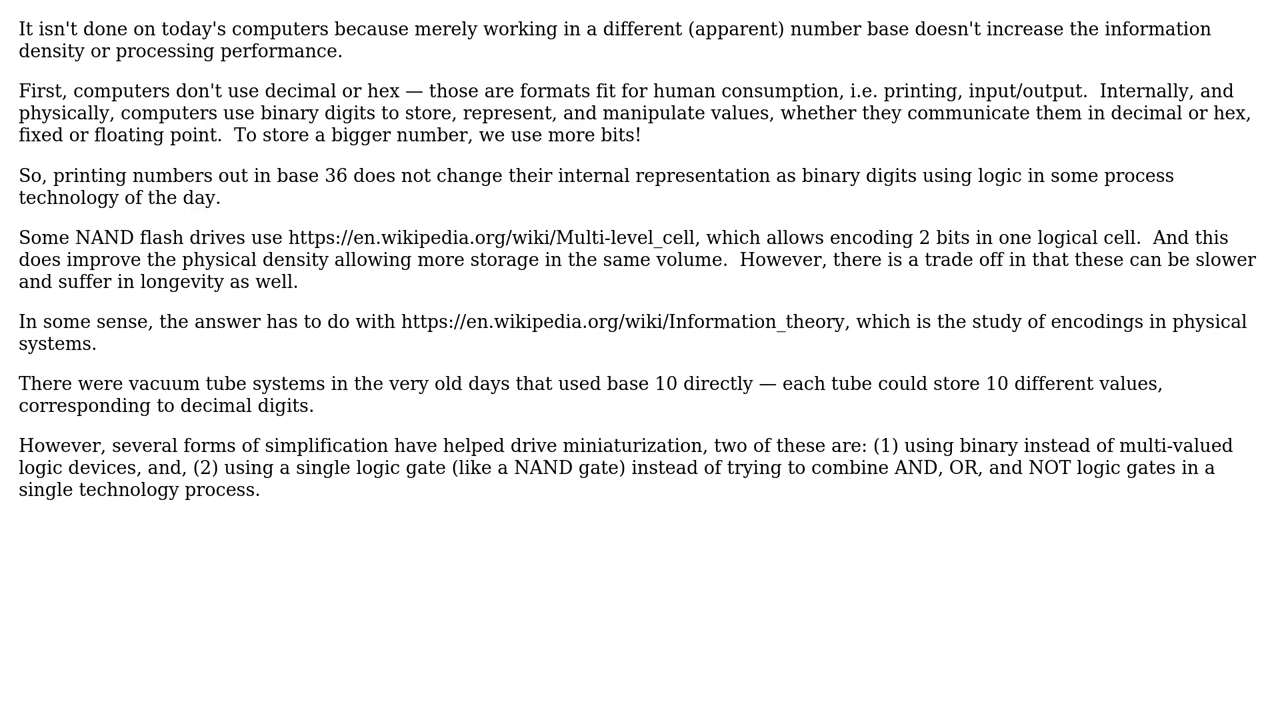 It isn't done on today's computers because merely working in a different (apparent) number base doesn't increase the information
density or processing performance.
First, computers don't use decimal or hex — those are formats fit for human consumption, i.e. printing, input/output.  Internally, and
physically, computers use binary digits to store, represent, and manipulate values, whether they communicate them in decimal or hex,
fixed or floating point.  To store a bigger number, we use more bits!
So, printing numbers out in base 36 does not change their internal representation as binary digits using logic in some process
technology of the day.
Some NAND flash drives use https://en.wikipedia.org/wiki/Multi-level_cell, which allows encoding 2 bits in one logical cell.  And this
does improve the physical density allowing more storage in the same volume.  However, there is a trade off in that these can be slower
and suffer in longevity as well.
In some sense, the answer has to do with https://en.wikipedia.org/wiki/Information_theory, which is the study of encodings in physical
systems.
There were vacuum tube systems in the very old days that used base 10 directly — each tube could store 10 different values,
corresponding to decimal digits.
However, several forms of simplification have helped drive miniaturization, two of these are: (1) using binary instead of multi-valued
logic devices, and, (2) using a single logic gate (like a NAND gate) instead of trying to combine AND, OR, and NOT logic gates in a
single technology process.